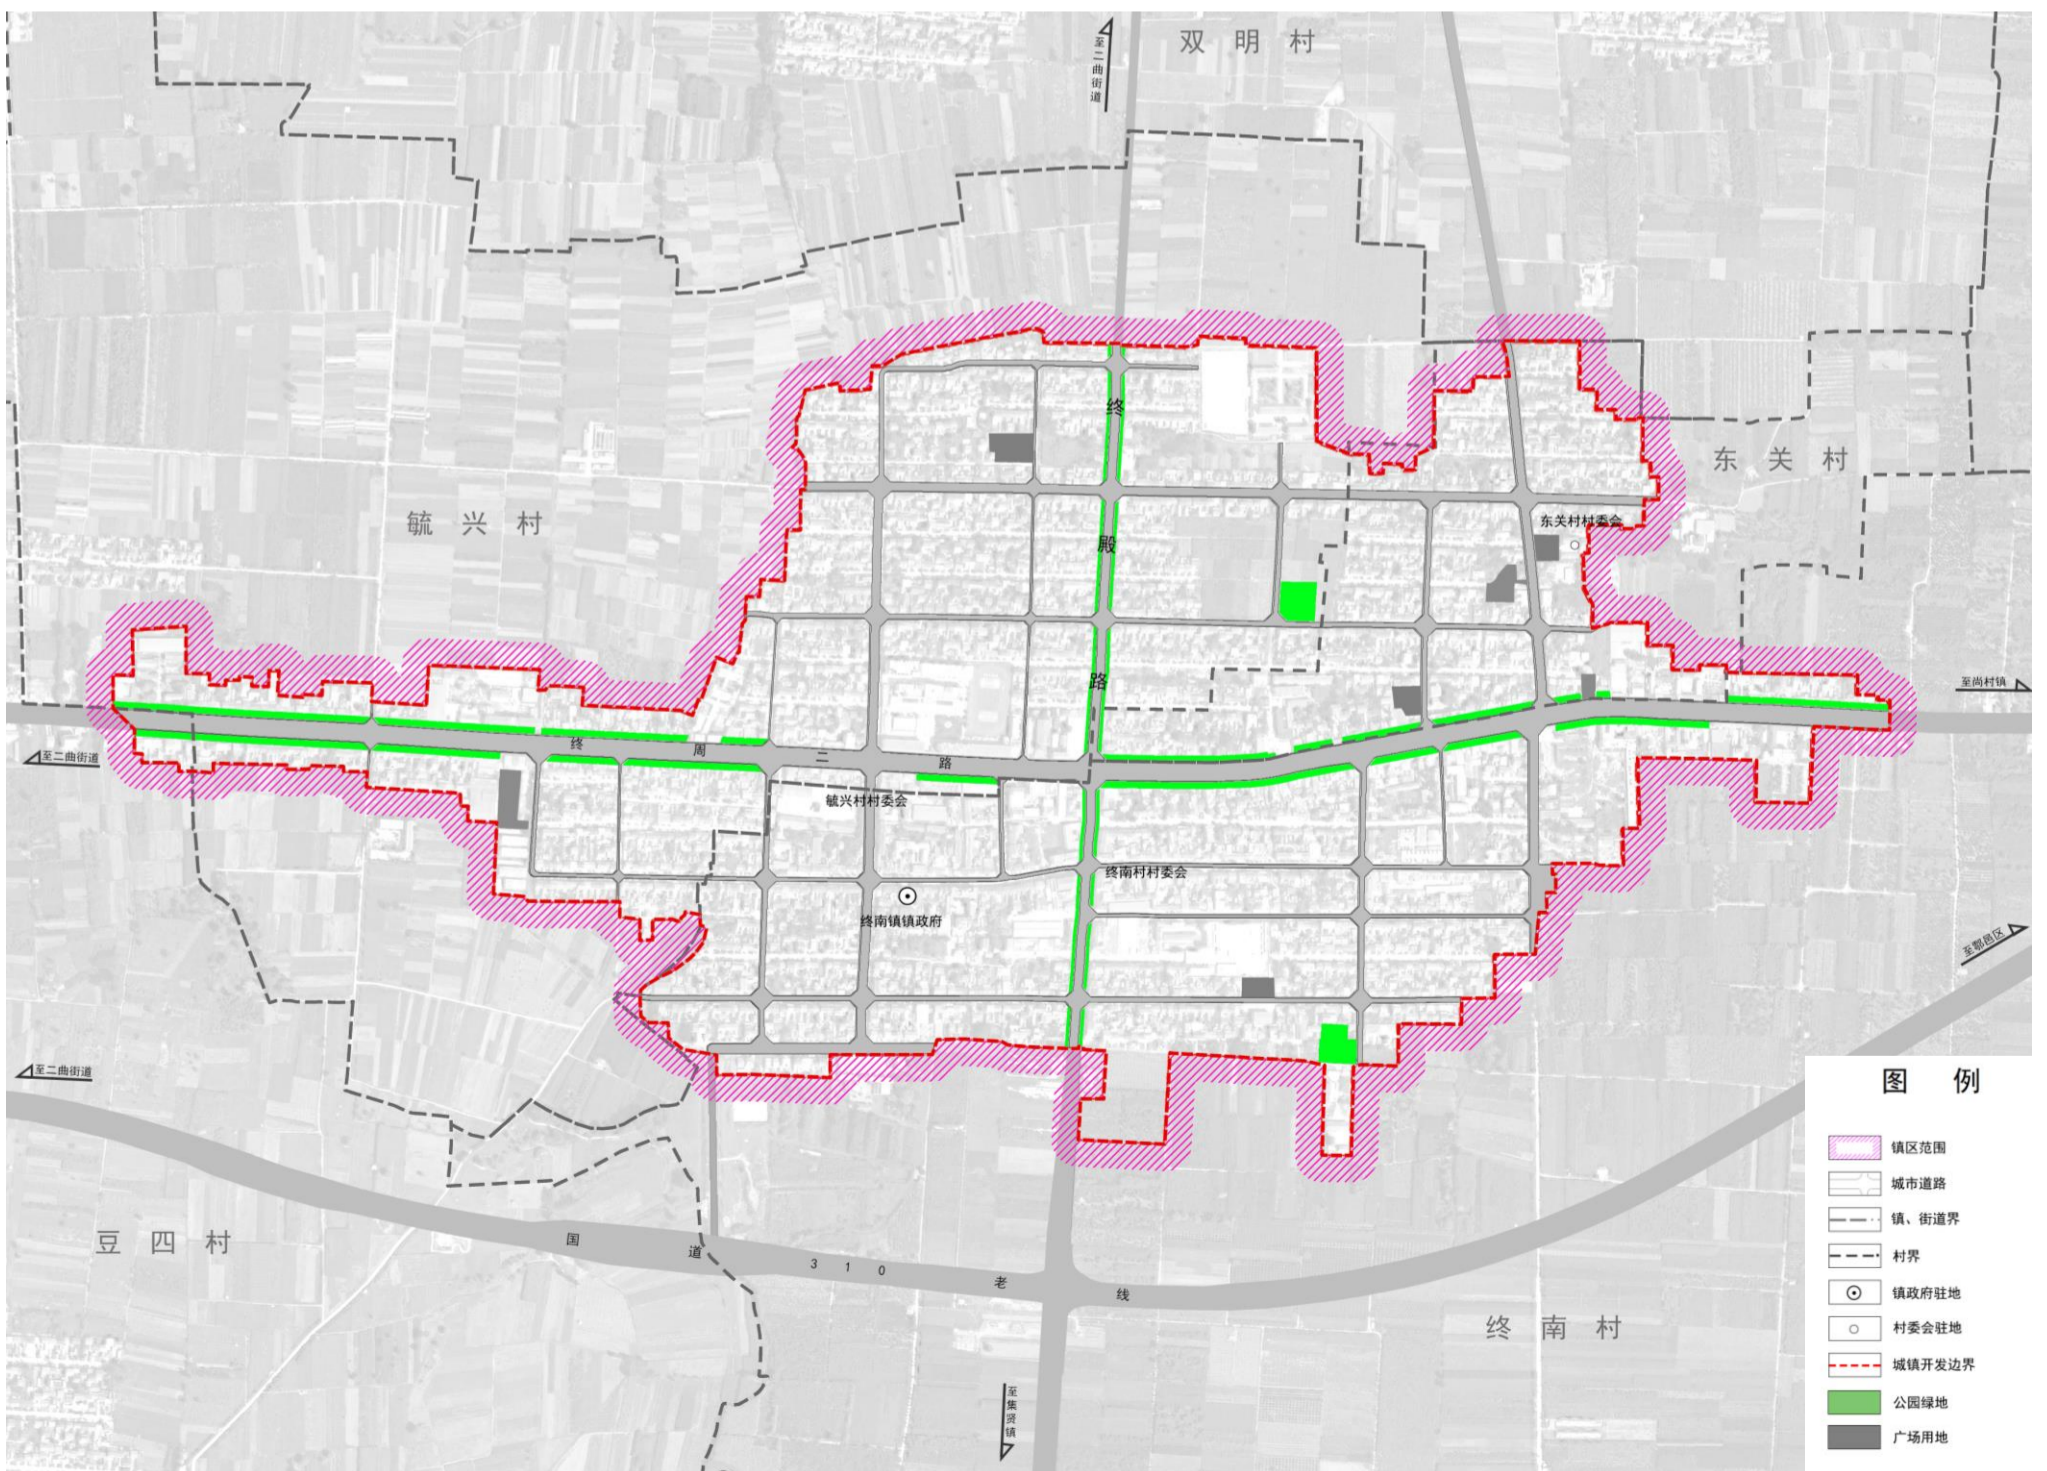 双明村
至二曲街道
终殿路
东关村
毓兴村
东关村村委会
至尚村镇
至二曲街道
终周二路
毓兴村村委会
终南村村委会
终南镇镇政府
至鄠邑区
至二曲街道
豆四村
国道310老线
终南村
至集贤镇
图例
镇区范围
城市道路
镇、街道界
村界
镇政府驻地
村委会驻地
城镇开发边界
公园绿地
广场用地